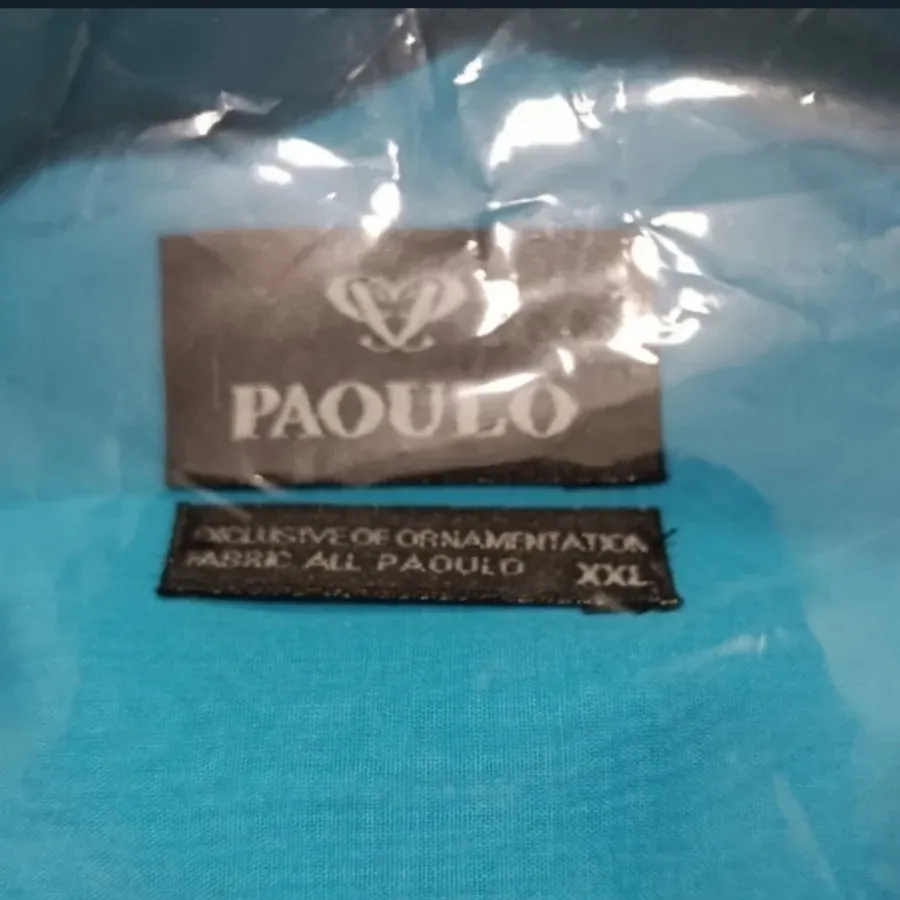 PAOULO
EXCLUSIVE OF ORNAMENTATION
FABRIC ALL PAOULO XXL